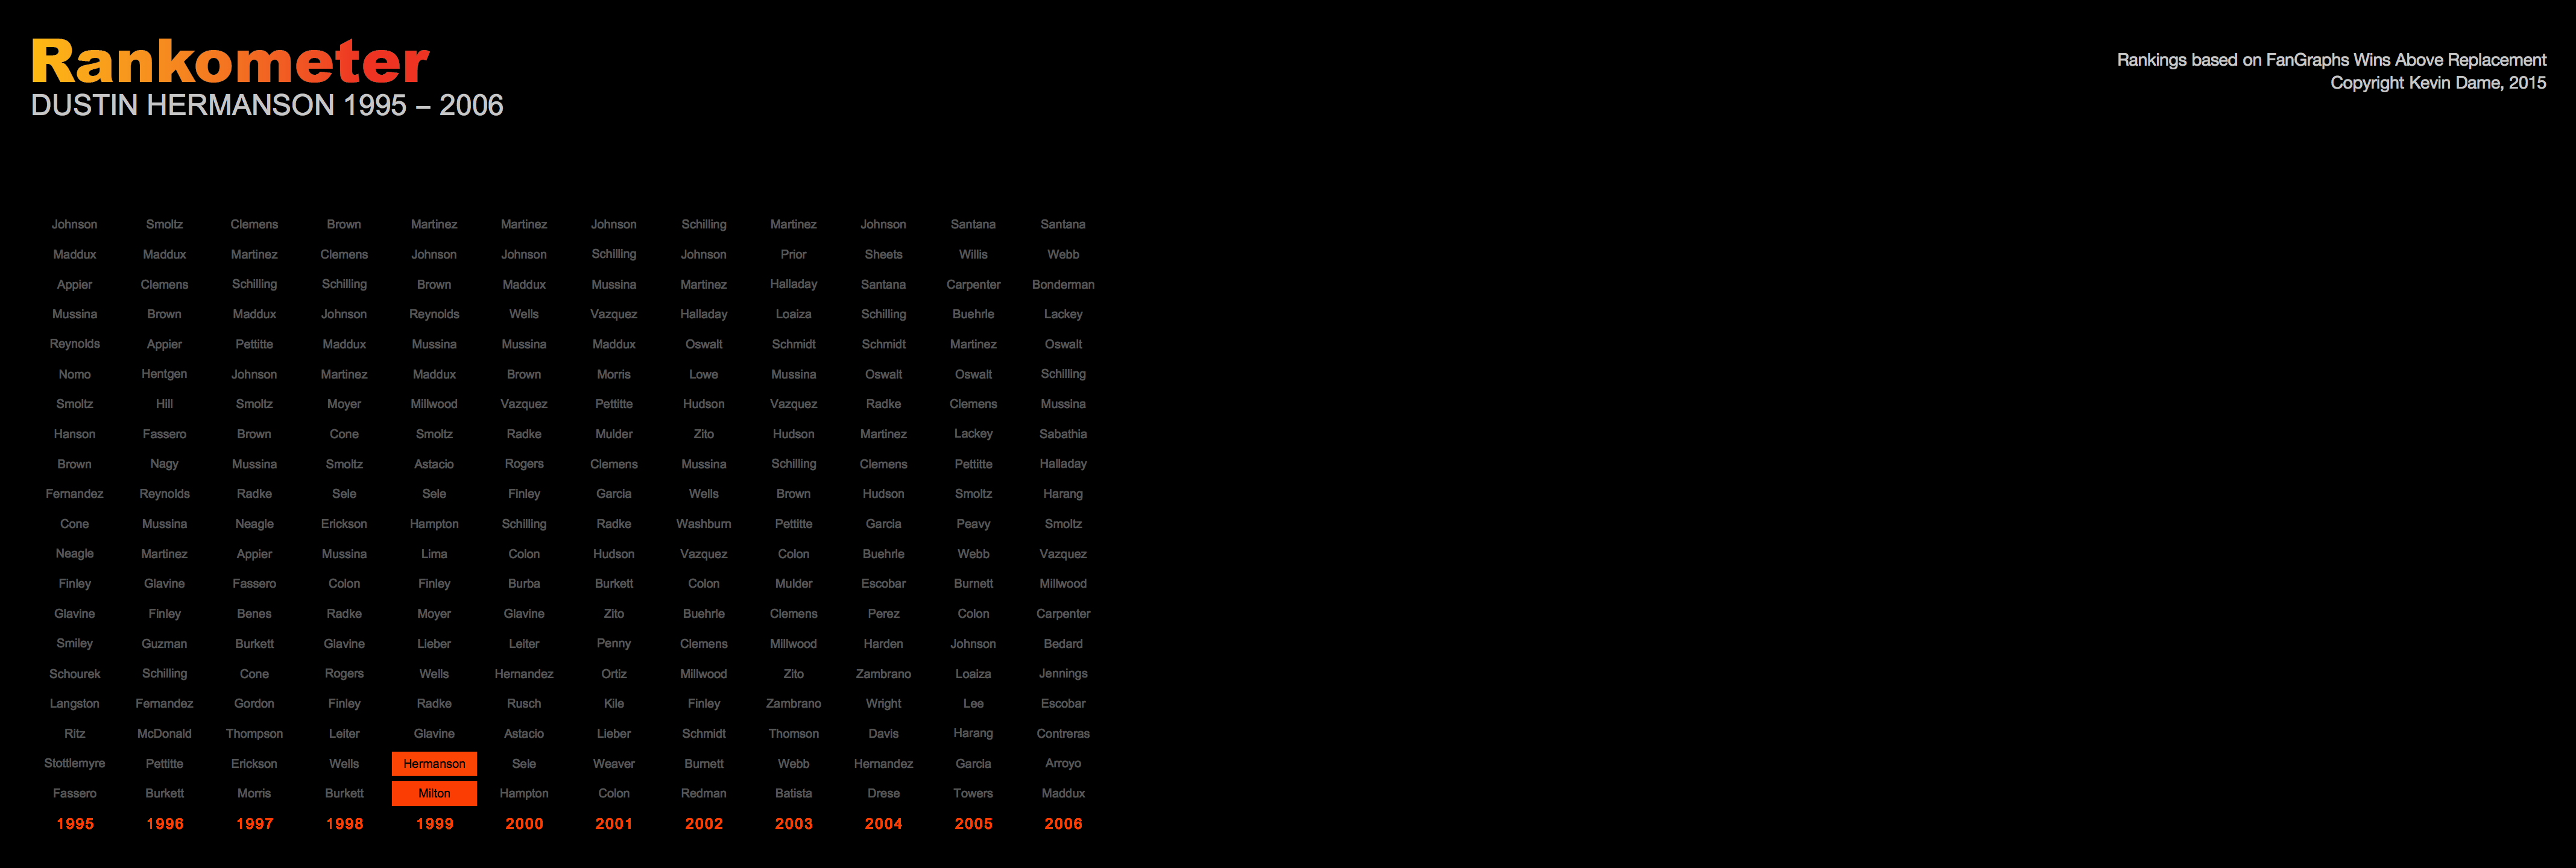 Rankometer
DUSTIN HERMANSON 1995 – 2006
Rankings based on FanGraphs Wins Above Replacement
Copyright Kevin Dame, 2015
Johnson Smoltz Clemens Brown Martinez Martinez Johnson Schilling Martinez Johnson Santana Santana
Maddux Maddux Martinez Clemens Johnson Johnson Schilling Johnson Prior Sheets Willis Webb
Appier Clemens Schilling Schilling Brown Maddux Mussina Martinez Halladay Santana Carpenter Bonderman
Mussina Brown Maddux Johnson Reynolds Wells Vazquez Halladay Loaiza Schilling Buehrle Lackey
Reynolds Appier Pettitte Maddux Mussina Mussina Maddux Oswalt Schmidt Schmidt Martinez Oswalt
Nomo Hentgen Johnson Martinez Maddux Brown Morris Lowe Mussina Oswalt Oswalt Schilling
Smoltz Hill Smoltz Moyer Millwood Vazquez Pettitte Hudson Vazquez Radke Clemens Mussina
Hanson Fassero Brown Cone Smoltz Radke Mulder Zito Hudson Martinez Lackey Sabathia
Brown Nagy Mussina Smoltz Astacio Rogers Clemens Mussina Schilling Clemens Pettitte Halladay
Fernandez Reynolds Radke Sele Sele Finley Garcia Wells Brown Hudson Smoltz Harang
Cone Mussina Neagle Erickson Hampton Schilling Radke Washburn Pettitte Garcia Peavy Smoltz
Neagle Martinez Appier Mussina Lima Colon Hudson Vazquez Colon Buehrle Webb Vazquez
Finley Glavine Fassero Colon Finley Burba Burkett Colon Mulder Escobar Burnett Millwood
Glavine Finley Benes Radke Moyer Glavine Zito Buehrle Clemens Perez Colon Carpenter
Smiley Guzman Burkett Glavine Lieber Leiter Penny Clemens Millwood Harden Johnson Bedard
Schourek Schilling Cone Rogers Wells Hernandez Ortiz Millwood Zito Zambrano Loaiza Jennings
Langston Fernandez Gordon Finley Radke Rusch Kile Finley Zambrano Wright Lee Escobar
Ritz McDonald Thompson Leiter Glavine Astacio Lieber Schmidt Thomson Davis Harang Contreras
Stottlemyre Pettitte Erickson Wells Hermanson Sele Weaver Burnett Webb Hernandez Garcia Arroyo
Fassero Burkett Morris Burkett Milton Hampton Colon Redman Batista Drese Towers Maddux
1995 1996 1997 1998 1999 2000 2001 2002 2003 2004 2005 2006